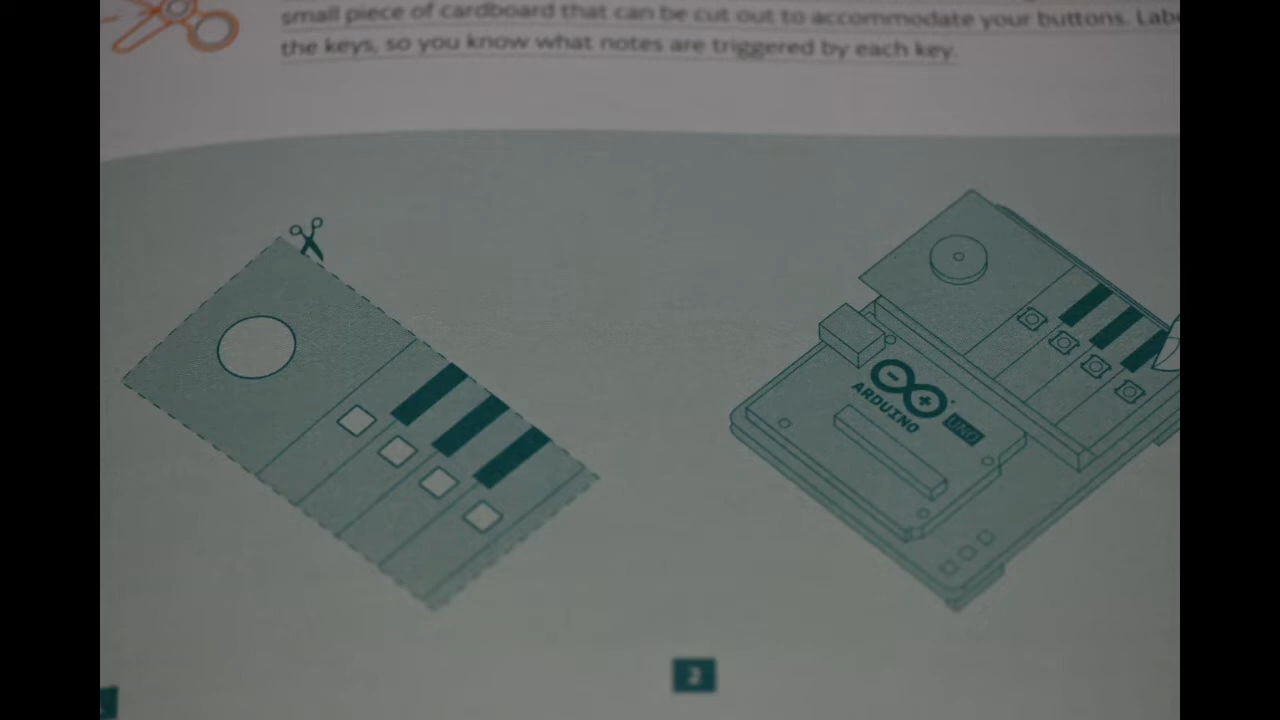 small piece of cardboard that can be cut out to accommodate your buttons. Lab
the keys, so you know what notes are triggered by each key.
ARDUINO
UNO
2